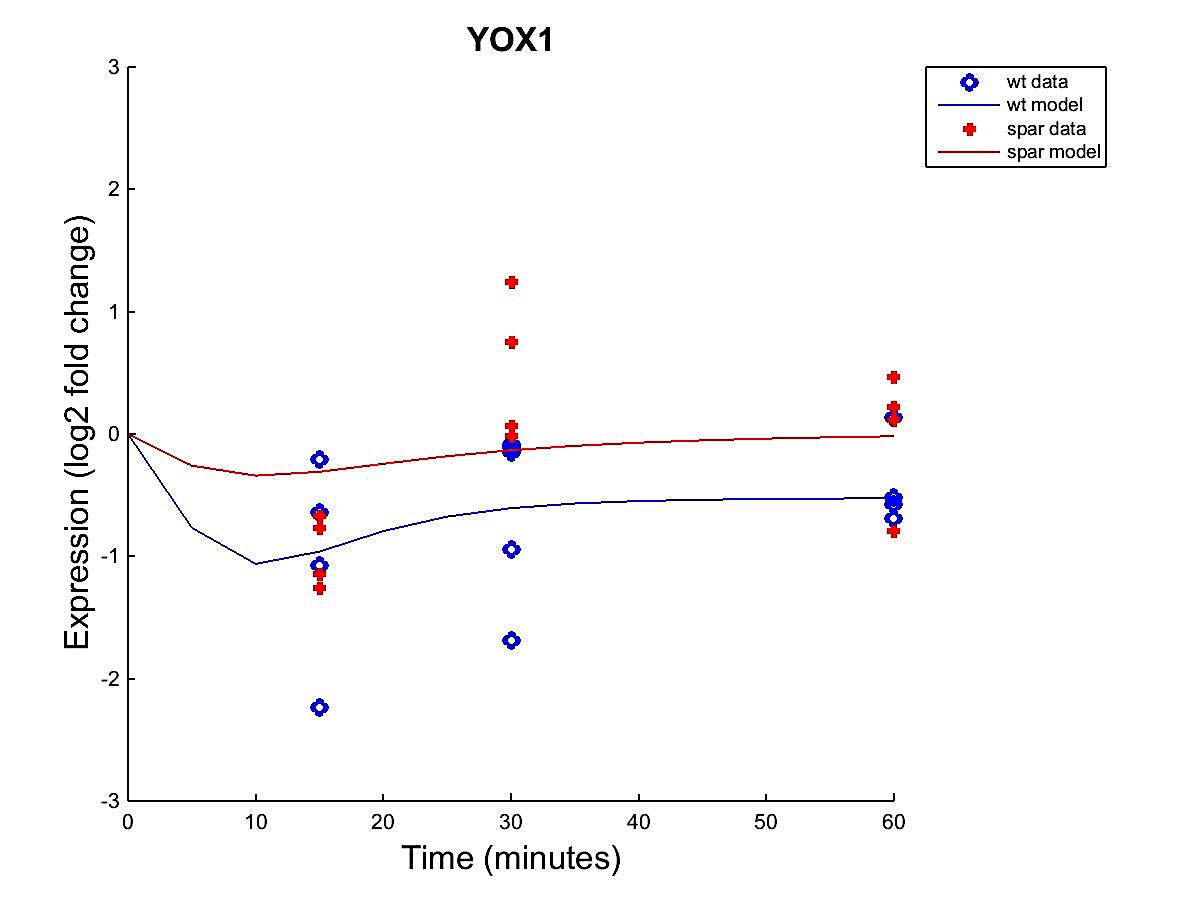 YOX1
3
2
1
0
-1
-2
-3
0 10 20 30 40 50 60
Expression (log2 fold change)
Time (minutes)
wt data
wt model
spar data
spar model